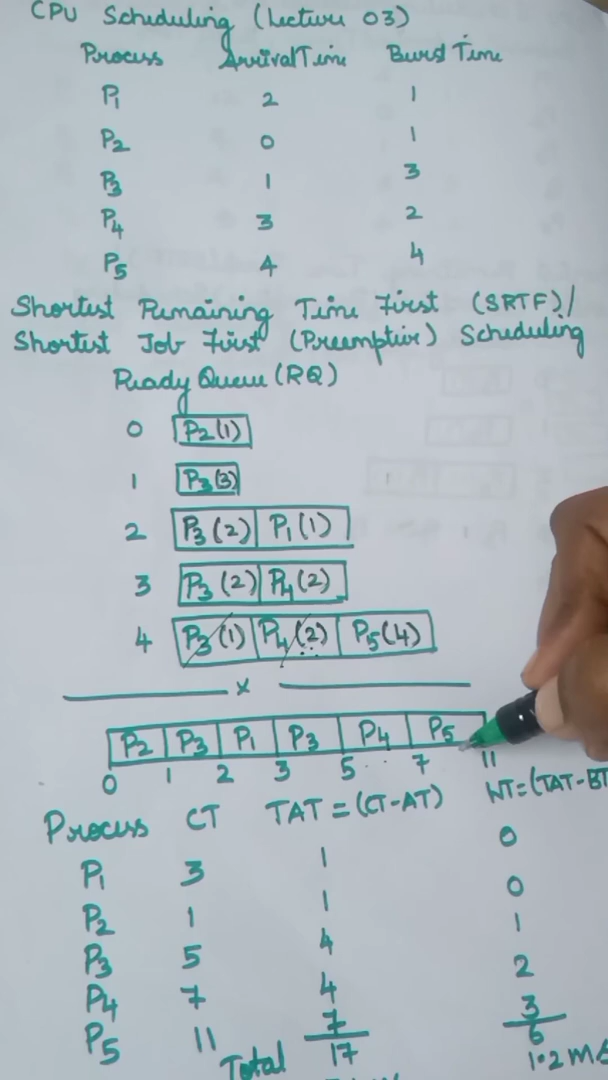 CPU Scheduling (Lecture 03)
Process Arrival Time Burst Time
P1 2 1
P2 0 1
P3 1 3
P4 3 2
P5 4 4
Shortest Remaining Time First (SRTF)/
Shortest Job First (Preemptive) Scheduling
Ready Queue (RQ)
0 P2(1)
1 P3(3)
2 P3(2) P1(1)
3 P3(2) P4(2)
4 P3(1) P4(2) P5(4)
x
P2 P3 P1 P3 P4 P5
0 1 2 3 5 7 11
Process CT TAT = (CT-AT) WT = (TAT-BT
P1 3 1 0
P2 1 1 0
P3 5 4 1
P4 7 4 2
P5 11 7 3
Total 17 6
1.2 ms